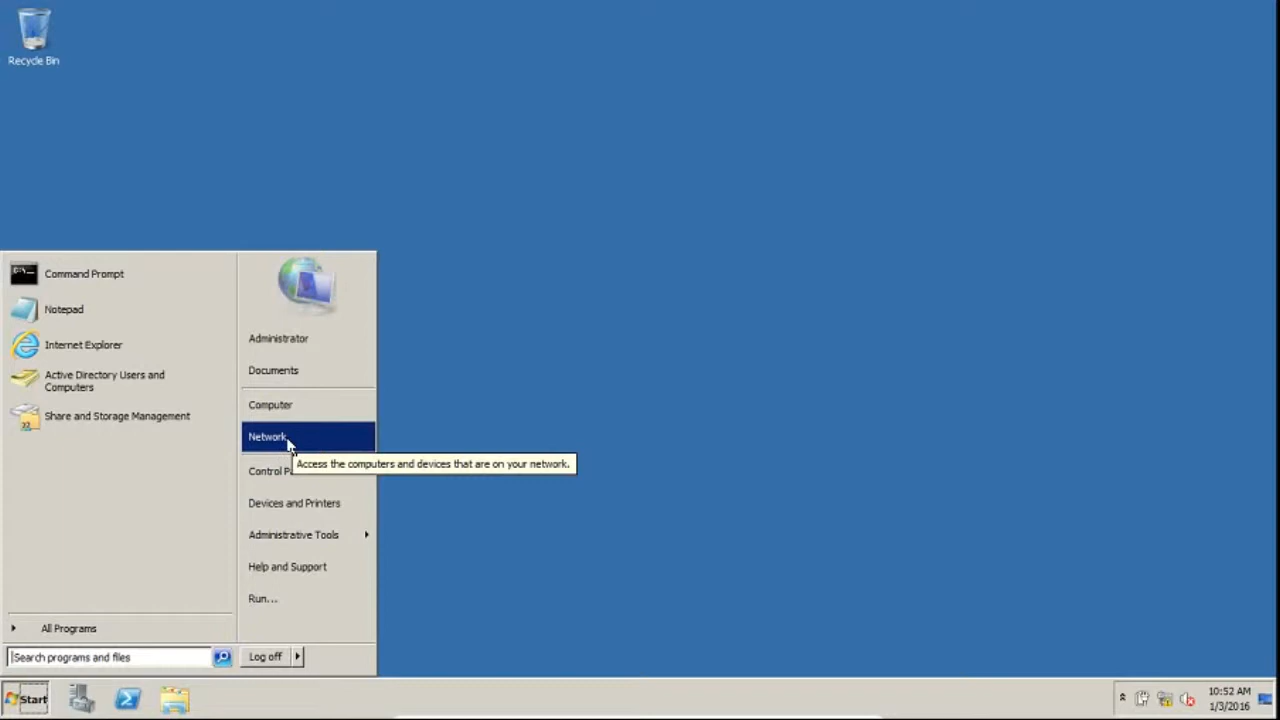 Recycle Bin
Command Prompt
Notepad
Internet Explorer
Active Directory Users and
Computers
Share and Storage Management
All Programs
Search programs and files
Administrator
Documents
Computer
Network
Access the computers and devices that are on your network.
Control P
Devices and Printers
Administrative Tools
Help and Support
Run...
Log off
Start
10:52 AM
1/3/2016